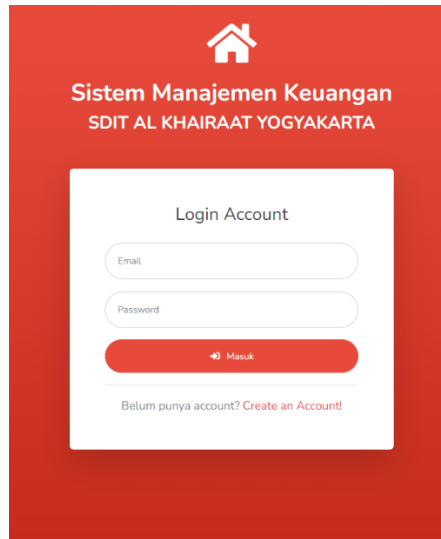 Sistem Manajemen Keuangan
SDIT AL KHAIRAAT YOGYAKARTA
Login Account
Email
Password
Masuk
Belum punya account? Create an Account!